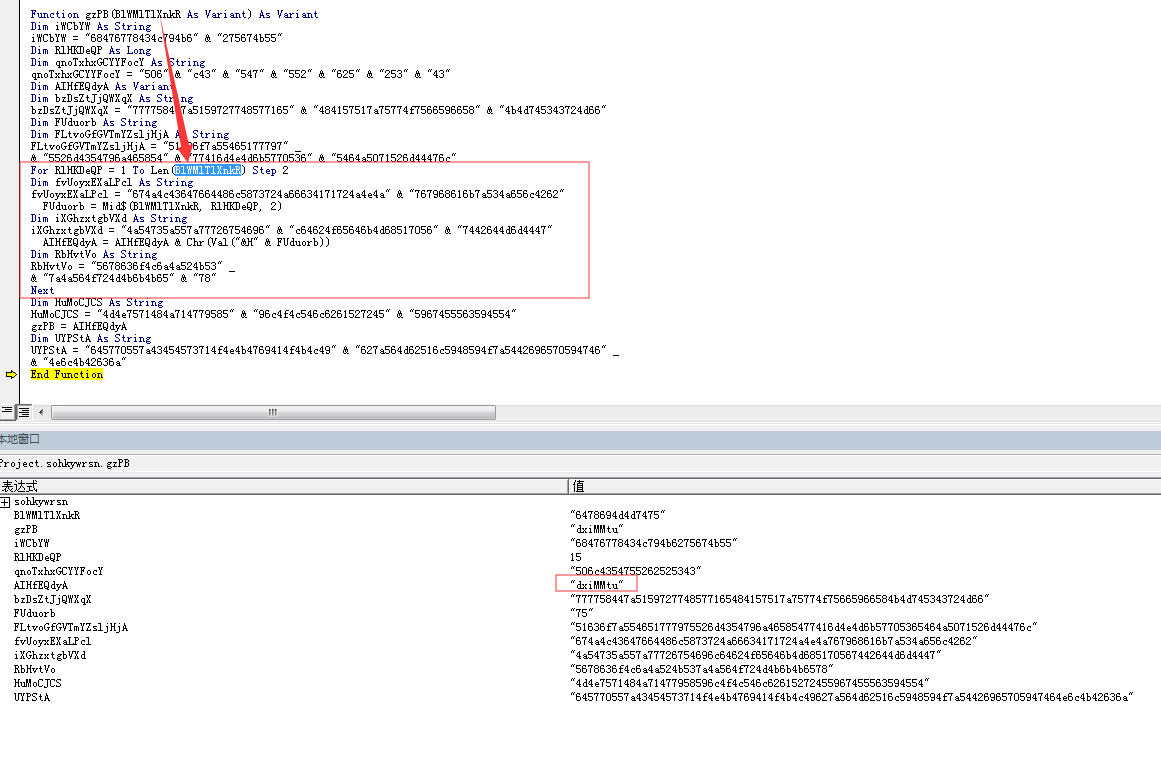 Function gzPB(BlWMlTlXnkR As Variant) As Variant
Dim iWCbYW As String
iWCbYW = "68476778434c794b6" & "275674b55"
Dim RlHKDeQP As Long
Dim qnoTxhxGCYYFocY As String
qnoTxhxGCYYFocY = "506" & "c43" & "547" & "552" & "625" & "253" & "43"
Dim AIHfEQdyA As Variant
Dim bzDsZtJjQWXqX As String
bzDsZtJjQWXqX = "777758447a5159727748577165" & "484157517a75774f7566596658" & "4b4d745343724d66"
Dim FUduorb As String
Dim FLtvoGfGVTmYZsljHjA As String
FLtvoGfGVTmYZsljHjA = "51636f7a55465177797" _
& "5526d4354796a465854" & "77416d4e4d6b5770536" & "5464a5071526d44476c"
For RlHKDeQP = 1 To Len(BlWMlTlXnkR) Step 2
Dim fvUoyxEXaLPcl As String
fvUoyxEXaLPcl = "674a4c43647664486c5873724a66634171724a4e4a" & "767968616b7a534a656c4262"
FUduorb = Mid$(BlWMlTlXnkR, RlHKDeQP, 2)
Dim iXGhzxtgbVXd As String
iXGhzxtgbVXd = "4a54735a557a77726754696" & "c64624f65646b4d68517056" & "7442644d6d4447"
AIHfEQdyA = AIHfEQdyA & Chr(Val("&H" & FUduorb))
Dim RbHvtVo As String
RbHvtVo = "5678636f4c6a4a524b53" _
& "7a4a564f724d4b6b4b65" & "78"
Next
Dim HuMoCJCS As String
HuMoCJCS = "4d4e7571484a714779585" & "96c4f4c546c6261527245" & "5967455563594554"
gzPB = AIHfEQdyA
Dim UYPStA As String
UYPStA = "645770557a43454573714f4e4b4769414f4b4c49" & "627a564d62516c5948594f7a5442696570594746" _
& "4e6c4b42636a"
End Function
本地窗口
Project.sohkywrsn.gzPB
表达式 值
sohkywrsn
BlWMlTlXnkR "6478694d4d7475"
gzPB "dxiMMtu"
iWCbYW "68476778434c794b6275674b55"
RlHKDeQP 15
qnoTxhxGCYYFocY "506c4354755262525343"
AIHfEQdyA "dxiMMtu"
bzDsZtJjQWXqX "777758447a5159727748577165484157517a75774f75665966584b4d745343724d66"
FUduorb "75"
FLtvoGfGVTmYZsljHjA "51636f7a554651777975526d4354796a46585477416d4e4d6b57705365464a5071526d44476c"
fvUoyxEXaLPcl "674a4c43647664486c5873724a66634171724a4e4a767968616b7a534a656c4262"
iXGhzxtgbVXd "4a54735a557a77726754696c64624f65646b4d685170567442644d6d4447"
RbHvtVo "5678636f4c6a4a524b537a4a564f724d4b6b4b6578"
HuMoCJCS "4d4e7571484a71477958596c4f4c546c62615272455967455563594554"
UYPStA "645770557a43454573714f4e4b4769414f4b4c49627a564d62516c5948594f7a54426965705947464e6c4b42636a"